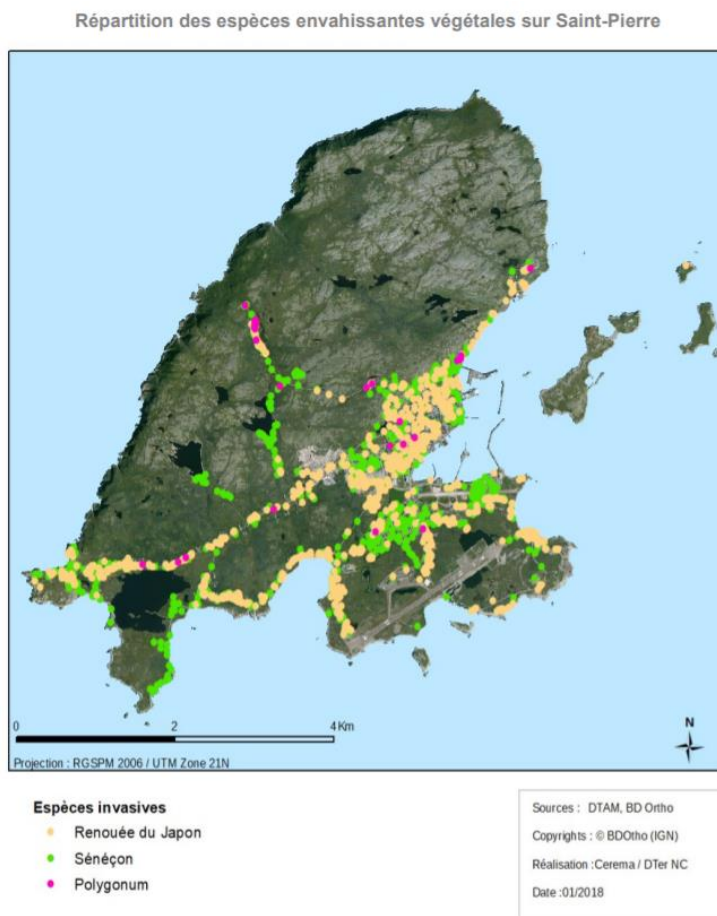 Répartition des espèces envahissantes végétales sur Saint-Pierre
0 2 4 Km
N
Projection : RGSPM 2006 / UTM Zone 21N
Espèces invasives
Renouée du Japon
Sénéçon
Polygonum
Sources : DTAM, BD Ortho
Copyrights : © BDOtho (IGN)
Réalisation :Cerema / DTer NC
Date :01/2018